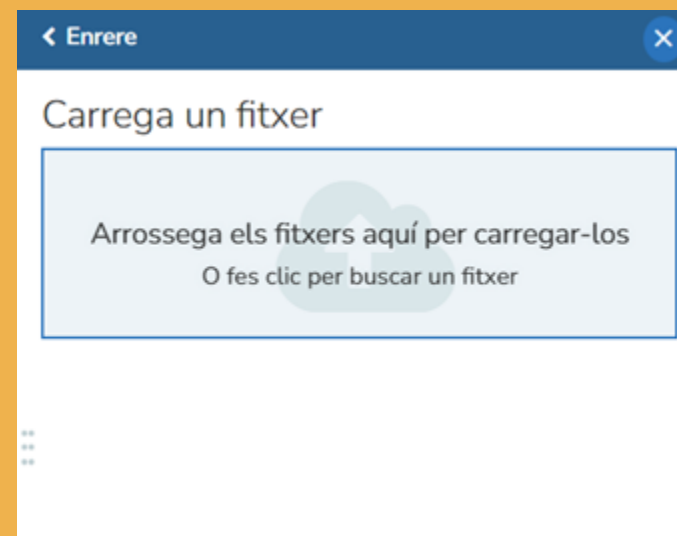 Enrere
Carrega un fitxer
Arrossega els fitxers aquí per carregar-los
O fes clic per buscar un fitxer